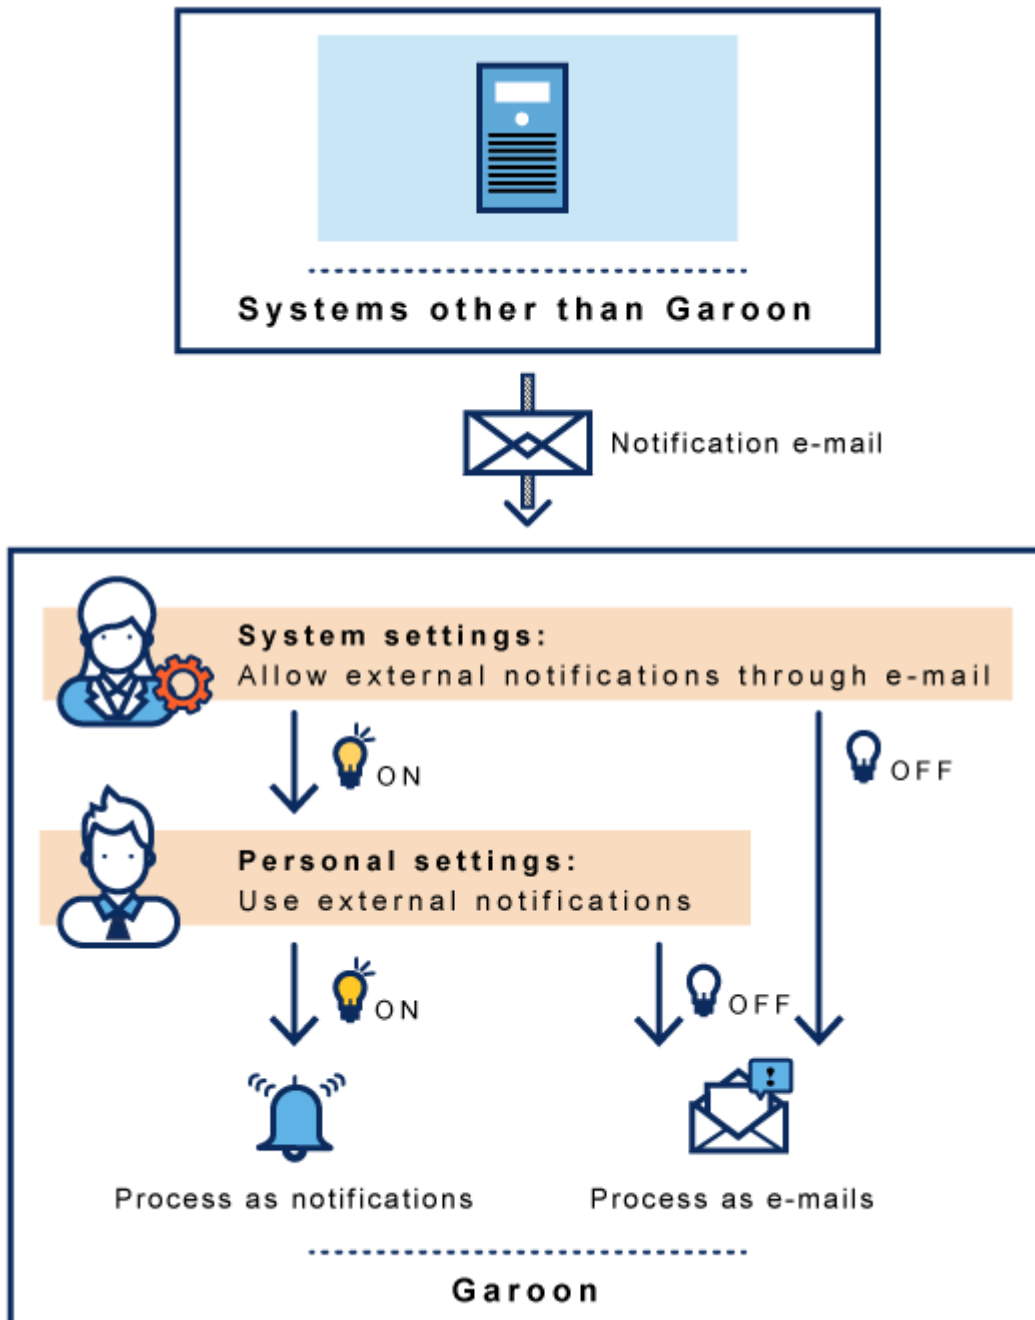 Systems other than Garoon
Notification e-mail
System settings:
Allow external notifications through e-mail
ON
OFF
Personal settings:
Use external notifications
ON
OFF
Process as notifications
Process as e-mails
Garoon